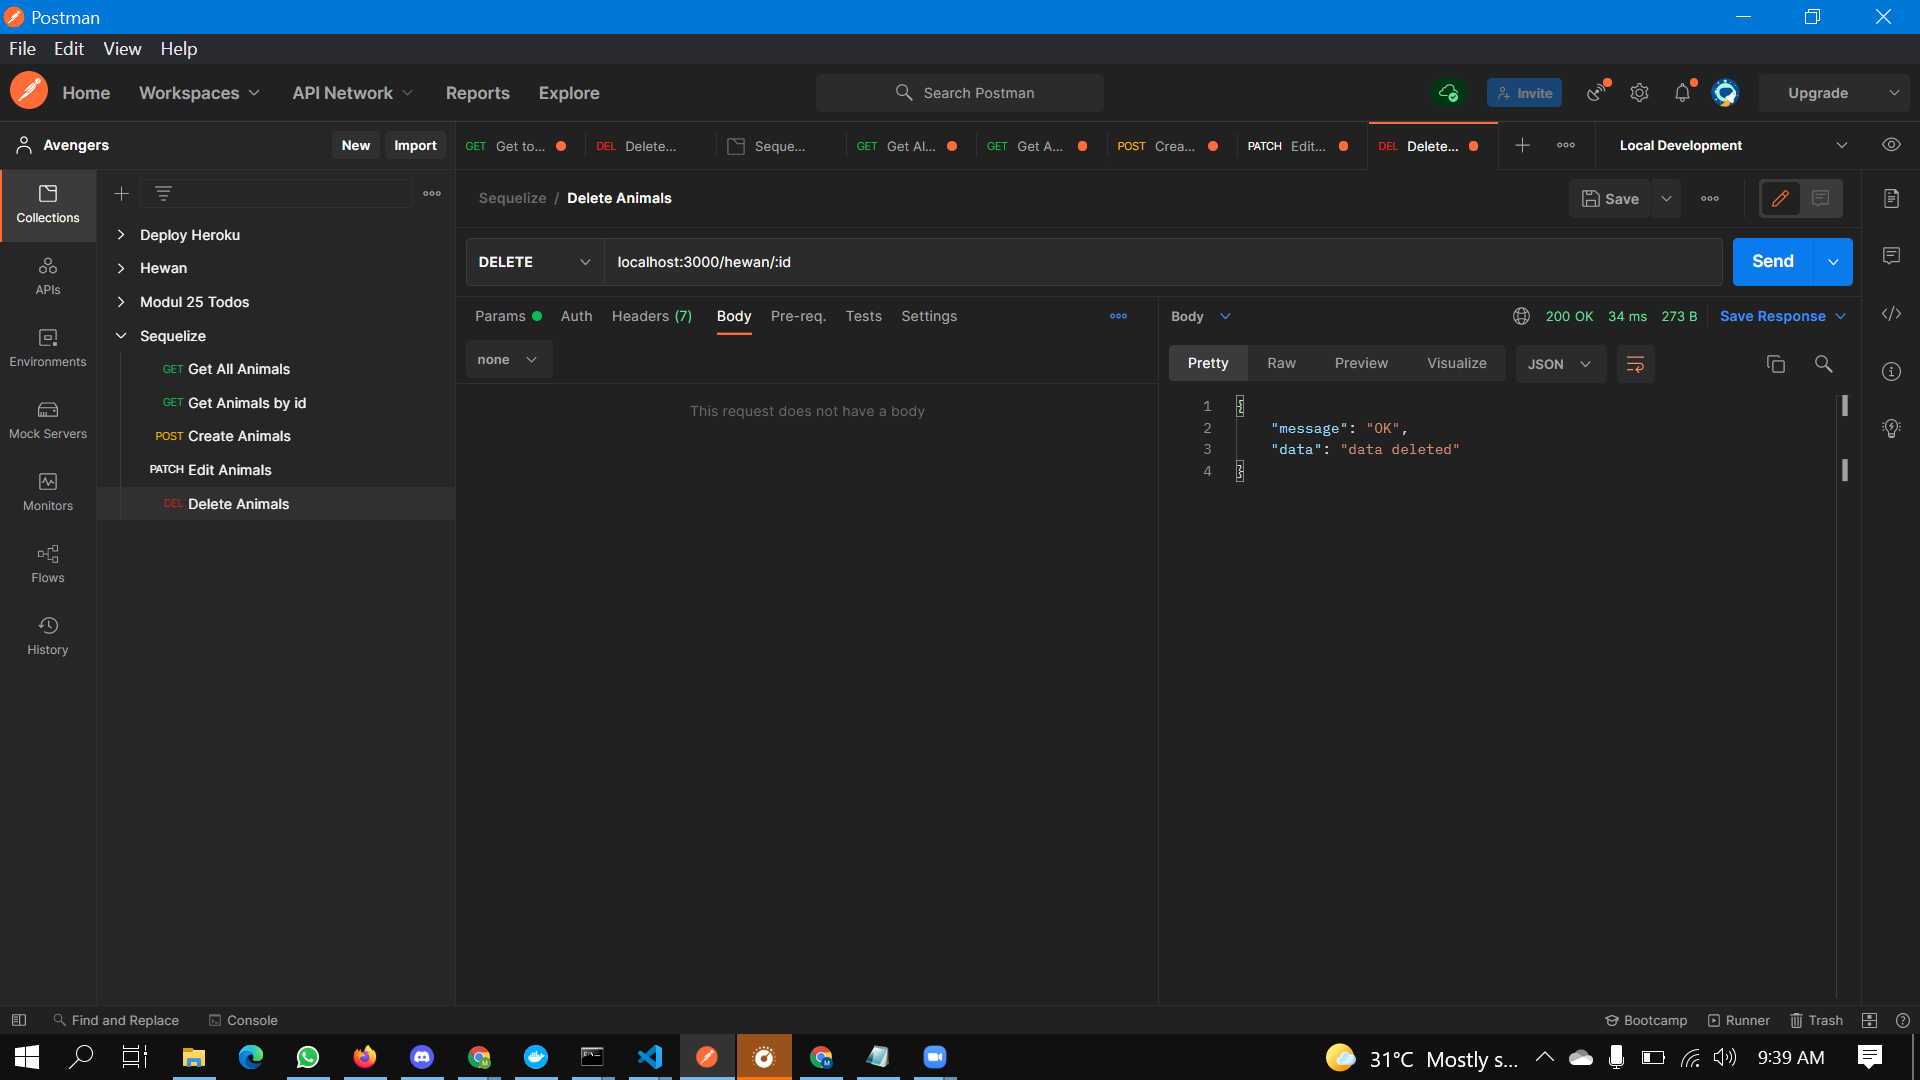 Postman
File Edit View Help
Home Workspaces API Network Reports Explore Search Postman Invite Upgrade
Avengers New Import GET Get to... DEL Delete... Seque... GET Get Al... GET Get A... POST Crea... PATCH Edit... DEL Delete... Local Development
Collections
APIs
Environments
Mock Servers
Monitors
Flows
History
Deploy Heroku
Hewan
Modul 25 Todos
Sequelize
GET Get All Animals
GET Get Animals by id
POST Create Animals
PATCH Edit Animals
DEL Delete Animals
Sequelize / Delete Animals Save
DELETE localhost:3000/hewan/:id Send
Params Auth Headers (7) Body Pre-req. Tests Settings
none
This request does not have a body
Body 200 OK 34 ms 273 B Save Response
Pretty Raw Preview Visualize JSON
1 {
2 "message": "OK",
3 "data": "data deleted"
4 }
Find and Replace Console Bootcamp Runner Trash
31°C Mostly s... 9:39 AM